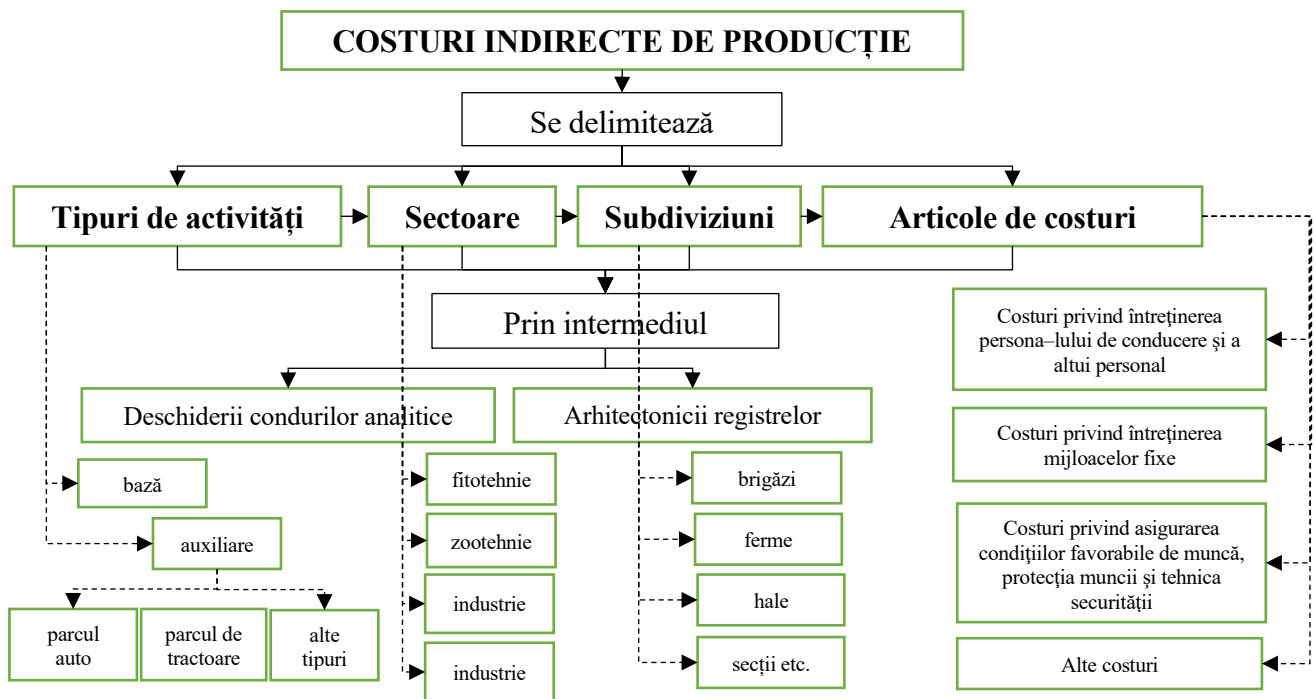 COSTURI INDIRECTE DE PRODUCȚIE
Se delimitează
Tipuri de activități
Sectoare
Subdiviziuni
Articole de costuri
Prin intermediul
Deschiderii condurilor analitice
Arhitectonicii registrelor
bază
auxiliare
parcul
auto
parcul de
tractoare
alte
tipuri
fitotehnie
zootehnie
industrie
industrie
brigăzi
ferme
hale
secții etc.
Costuri privind întreținerea
persona–lului de conducere şi a
altui personal
Costuri privind întreținerea
mijloacelor fixe
Costuri privind asigurarea
condițiilor favorabile de muncă,
protecția muncii şi tehnica
securității
Alte costuri